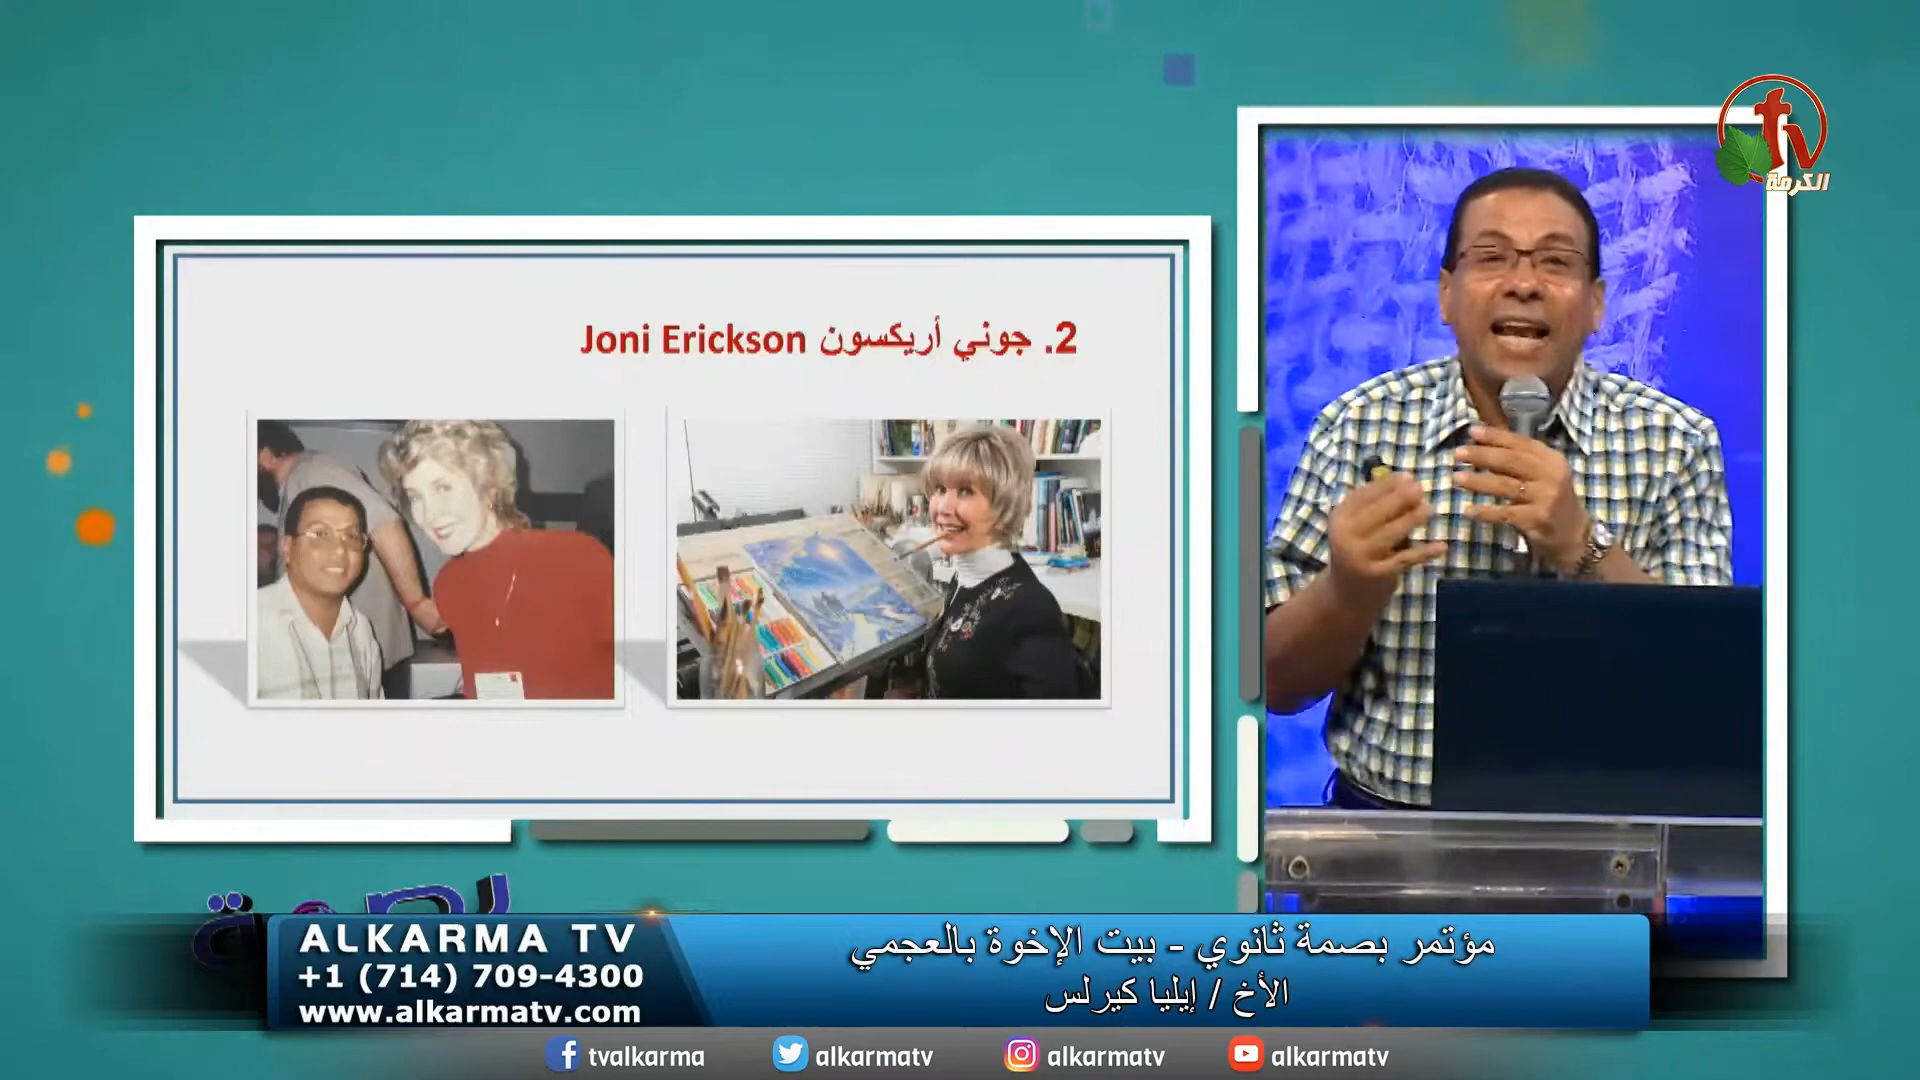 tv
الكرمة
2. جوني أريكسون Joni Erickson
بصمة
ALKARMA TV
+1 (714) 709-4300
www.alkarmatv.com
مؤتمر بصمة ثانوي - بيت الإخوة بالعجمي
الأخ / إيليا كيرلس
tvalkarma
alkarmatv
alkarmatv
alkarmatv